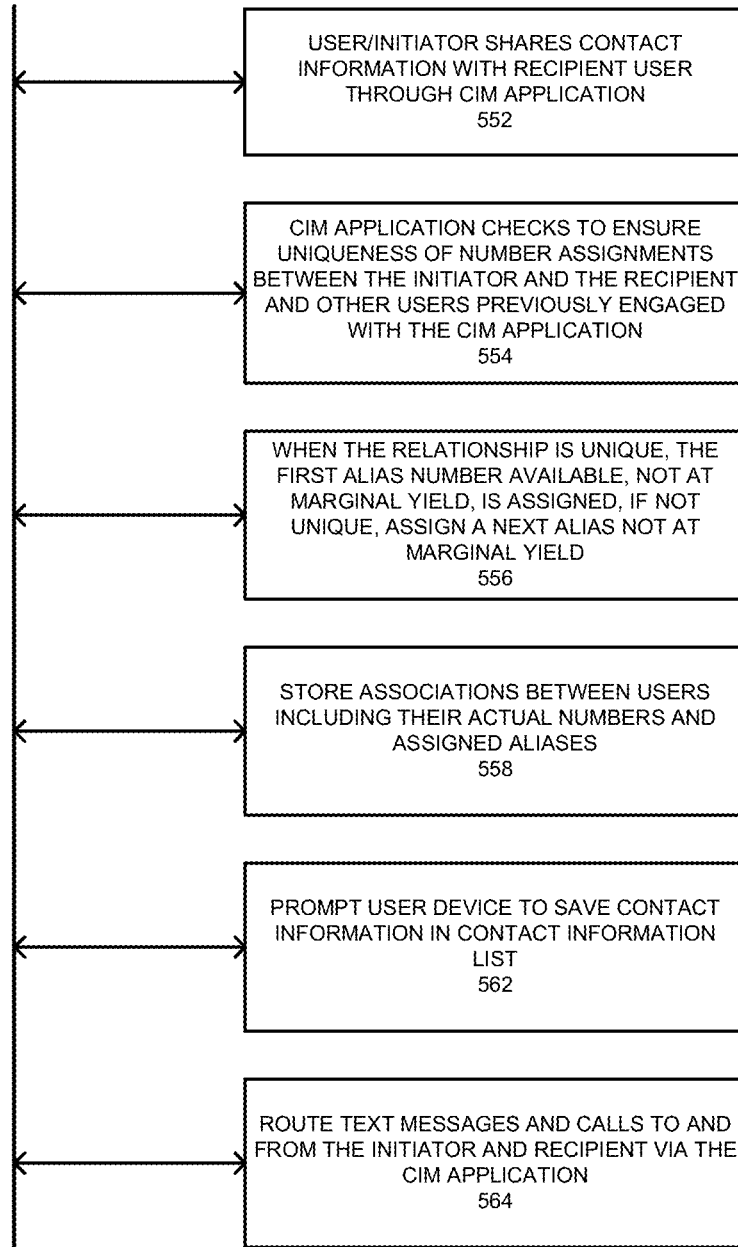 USER/INITIATOR SHARES CONTACT
INFORMATION WITH RECIPIENT USER
THROUGH CIM APPLICATION
552
CIM APPLICATION CHECKS TO ENSURE
UNIQUENESS OF NUMBER ASSIGNMENTS
BETWEEN THE INITIATOR AND THE RECIPIENT
AND OTHER USERS PREVIOUSLY ENGAGED
WITH THE CIM APPLICATION
554
WHEN THE RELATIONSHIP IS UNIQUE, THE
FIRST ALIAS NUMBER AVAILABLE, NOT AT
MARGINAL YIELD, IS ASSIGNED, IF NOT
UNIQUE, ASSIGN A NEXT ALIAS NOT AT
MARGINAL YIELD
556
STORE ASSOCIATIONS BETWEEN USERS
INCLUDING THEIR ACTUAL NUMBERS AND
ASSIGNED ALIASES
558
PROMPT USER DEVICE TO SAVE CONTACT
INFORMATION IN CONTACT INFORMATION
LIST
562
ROUTE TEXT MESSAGES AND CALLS TO AND
FROM THE INITIATOR AND RECIPIENT VIA THE
CIM APPLICATION
564